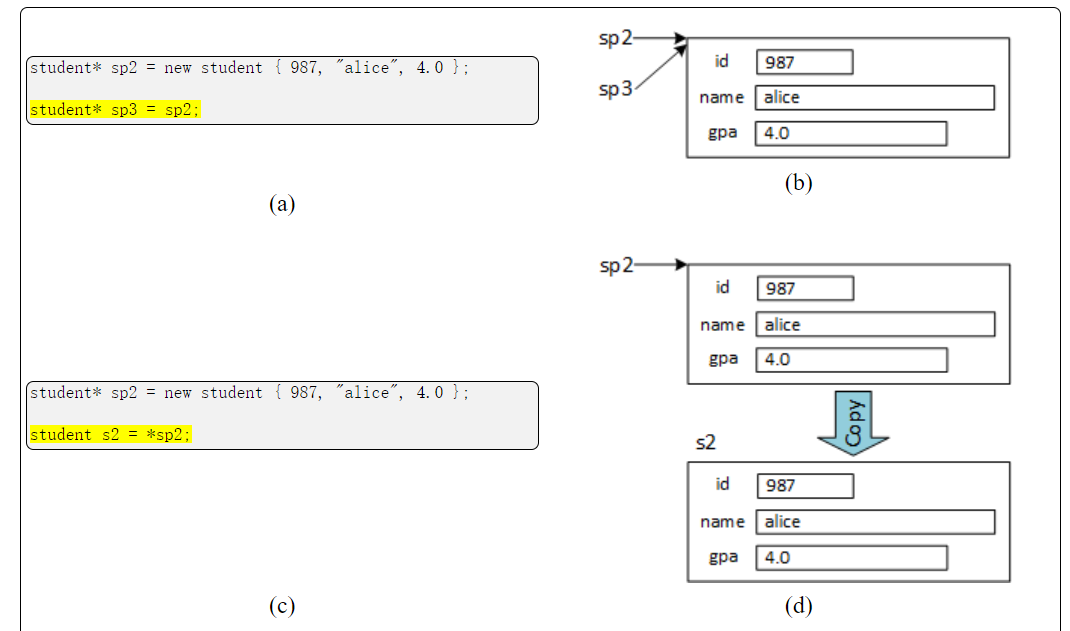 student* sp2 = new student { 987, "alice", 4.0 };
student* sp3 = sp2;
(a)
sp2
sp3
id 987
name alice
gpa 4.0
(b)
student* sp2 = new student { 987, "alice", 4.0 };
student s2 = *sp2;
(c)
sp2
id 987
name alice
gpa 4.0
Copy
s2
id 987
name alice
gpa 4.0
(d)